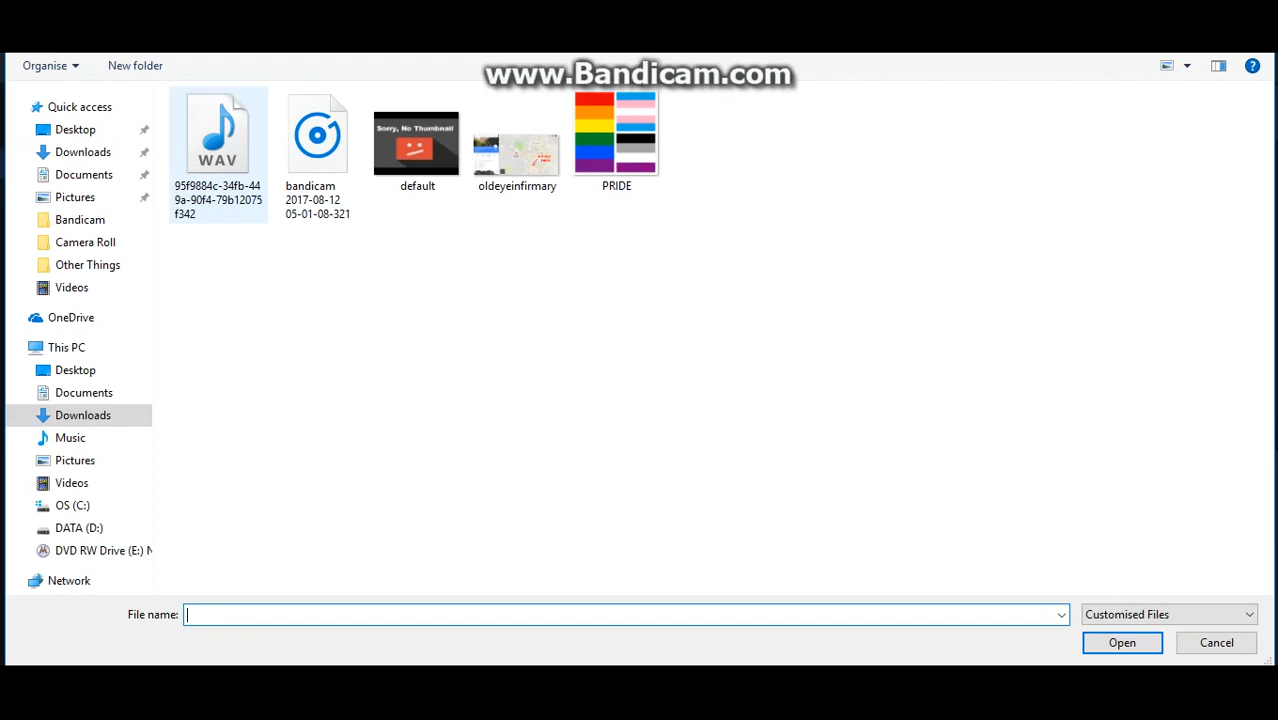 www.Bandicam.com
Organise
New folder
Quick access
Desktop
Downloads
Documents
Pictures
Bandicam
Camera Roll
Other Things
Videos
OneDrive
This PC
Desktop
Documents
Downloads
Music
Pictures
Videos
OS (C:)
DATA (D:)
DVD RW Drive (E:) N
Network
WAV
95f9884c-34fb-44
9a-90f4-79b12075
f342
bandicam
2017-08-12
05-01-08-321
Sorry, No Thumbnail
default
oldeyeinfirmary
PRIDE
File name:
Customised Files
Open
Cancel